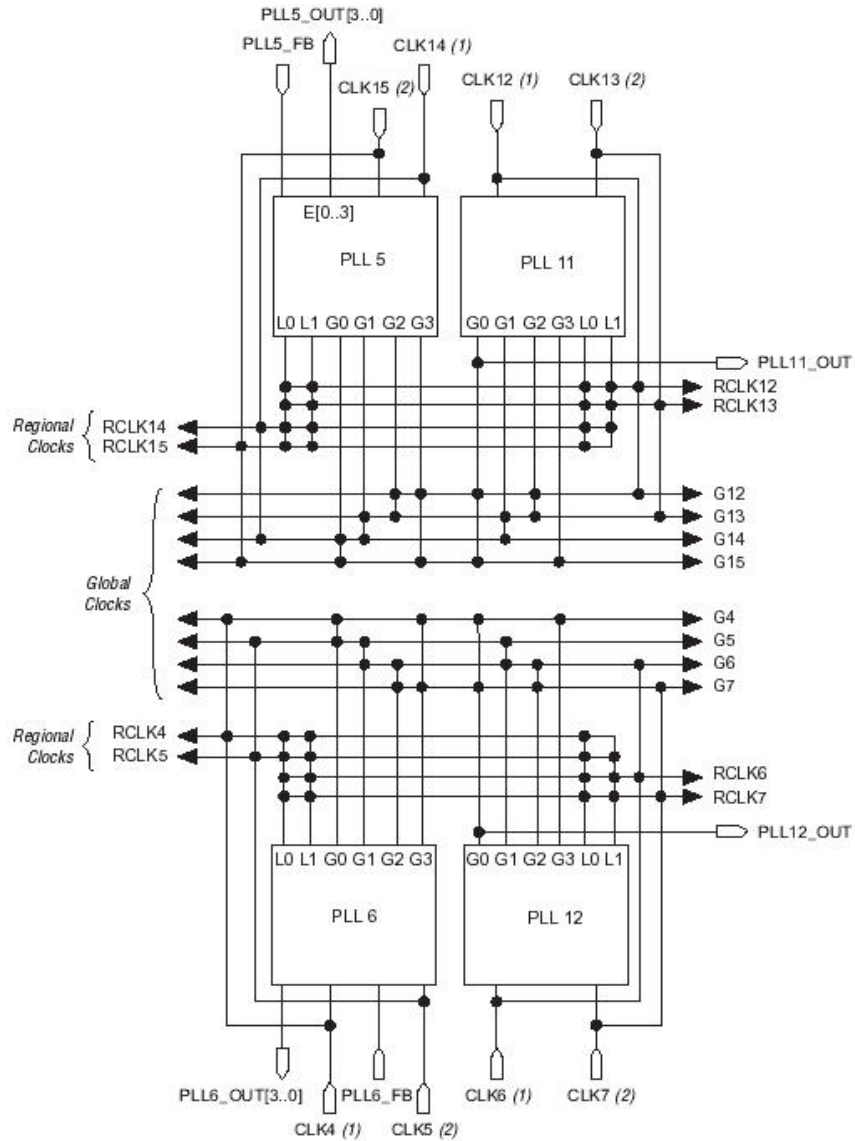 PLL5_OUT[3..0]
PLL5_FB
CLK14 (1)
CLK15 (2)
CLK12 (1)
CLK13 (2)
E[0..3]
PLL 5
PLL 11
L0 L1 G0 G1 G2 G3
G0 G1 G2 G3 L0 L1
PLL11_OUT
RCLK12
RCLK13
Regional
Clocks
RCLK14
RCLK15
G12
G13
G14
G15
Global
Clocks
G4
G5
G6
G7
Regional
Clocks
RCLK4
RCLK5
RCLK6
RCLK7
PLL12_OUT
L0 L1 G0 G1 G2 G3
G0 G1 G2 G3 L0 L1
PLL 6
PLL 12
PLL6_OUT[3..0]
PLL6_FB
CLK6 (1)
CLK7 (2)
CLK4 (1)
CLK5 (2)